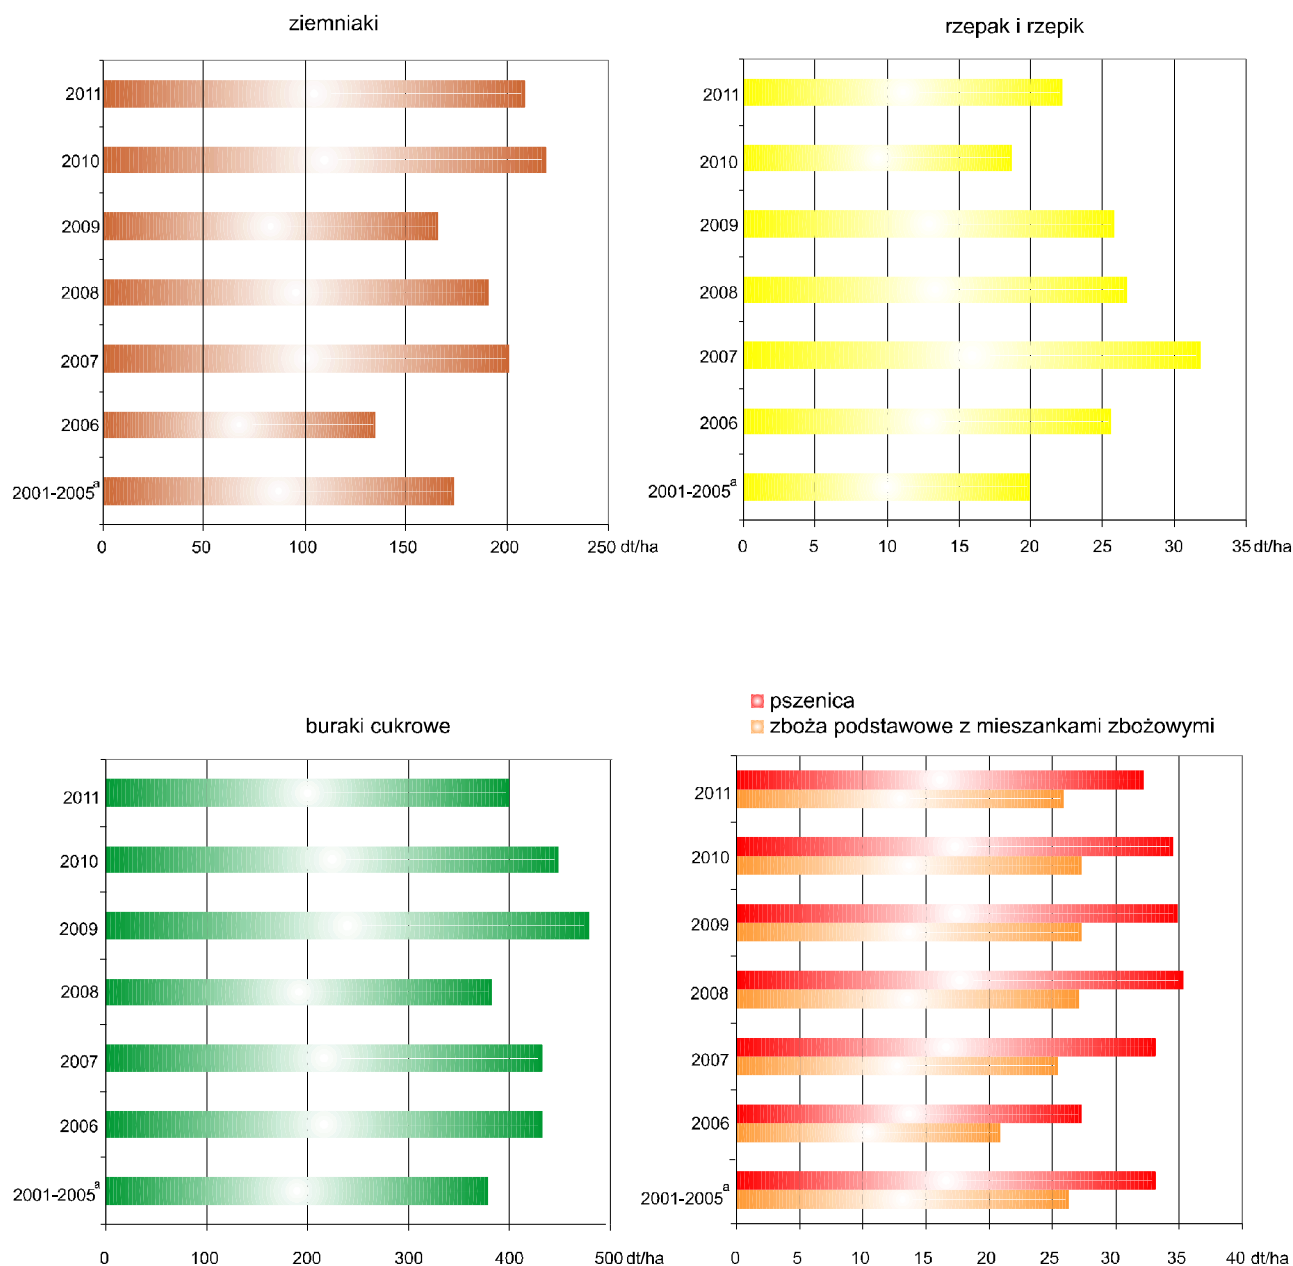 ziemniaki
2011
2010
2009
2008
2007
2006
2001-2005a
0 50 100 150 200 250 dt/ha
rzepak i rzepik
2011
2010
2009
2008
2007
2006
2001-2005a
0 5 10 15 20 25 30 35 dt/ha
buraki cukrowe
2011
2010
2009
2008
2007
2006
2001-2005a
0 100 200 300 400 500 dt/ha
pszenica
zboża podstawowe z mieszankami zbożowymi
2011
2010
2009
2008
2007
2006
2001-2005a
0 5 10 15 20 25 30 35 40 dt/ha